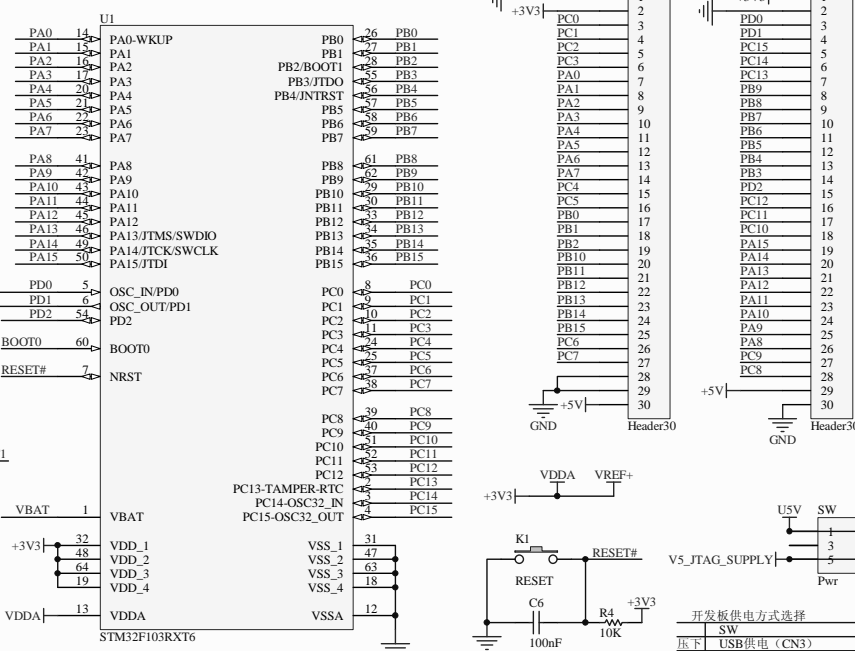 U1
PA0 14 PA0-WKUP PB0 26 PB0
PA1 15 PA1 PB1 27 PB1
PA2 16 PA2 PB2/BOOT1 28 PB2
PA3 17 PA3 PB3/JTDO 55 PB3
PA4 20 PA4 PB4/JNTRST 56 PB4
PA5 21 PA5 PB5 57 PB5
PA6 22 PA6 PB6 58 PB6
PA7 23 PA7 PB7 59 PB7
PA8 41 PA8 PB8 61 PB8
PA9 42 PA9 PB9 62 PB9
PA10 43 PA10 PB10 29 PB10
PA11 44 PA11 PB11 30 PB11
PA12 45 PA12 PB12 33 PB12
PA13 46 PA13/JTMS/SWDIO PB13 34 PB13
PA14 49 PA14/JTCK/SWCLK PB14 35 PB14
PA15 50 PA15/JTDI PB15 36 PB15
PD0 5 OSC_IN/PD0 PC0 8 PC0
PD1 6 OSC_OUT/PD1 PC1 9 PC1
PD2 54 PD2 PC2 10 PC2
PC3 11 PC3
BOOT0 60 BOOT0 PC4 24 PC4
PC5 25 PC5
RESET# 7 NRST PC6 37 PC6
PC7 38 PC7
PC8 39 PC8
PC9 40 PC9
PC10 51 PC10
1 PC11 52 PC11
PC12 53 PC12
PC13-TAMPER-RTC 2 PC13
PC14-OSC32_IN 3 PC14
VBAT 1 VBAT PC15-OSC32_OUT 4 PC15
+3V3 32 VDD_1 VSS_1 31
48 VDD_2 VSS_2 47
64 VDD_3 VSS_3 63
19 VDD_4 VSS_4 18
VDDA 13 VDDA VSSA 12
STM32F103RXT6
+3V3 2
PC0 3
PC1 4
PC2 5
PC3 6
PA0 7
PA1 8
PA2 9
PA3 10
PA4 11
PA5 12
PA6 13
PA7 14
PC4 15
PC5 16
PB0 17
PB1 18
PB2 19
PB10 20
PB11 21
PB12 22
PB13 23
PB14 24
PB15 25
PC6 26
PC7 27
28
29
+5V 30
GND Header30
2
PD0 3
PD1 4
PC15 5
PC14 6
PC13 7
PB9 8
PB8 9
PB7 10
PB6 11
PB5 12
PB4 13
PB3 14
PD2 15
PC12 16
PC11 17
PC10 18
PA15 19
PA14 20
PA13 21
PA12 22
PA11 23
PA10 24
PA9 25
PA8 26
PC9 27
PC8 28
+5V 29
30
GND Header30
VDDA VREF+
+3V3
K1
RESET#
RESET
C6
100nF
R4
10K
+3V3
U5V SW
1
3
V5_JTAG_SUPPLY 5
Pwr
开发板供电方式选择
SW
压下 USB供电（CN3）